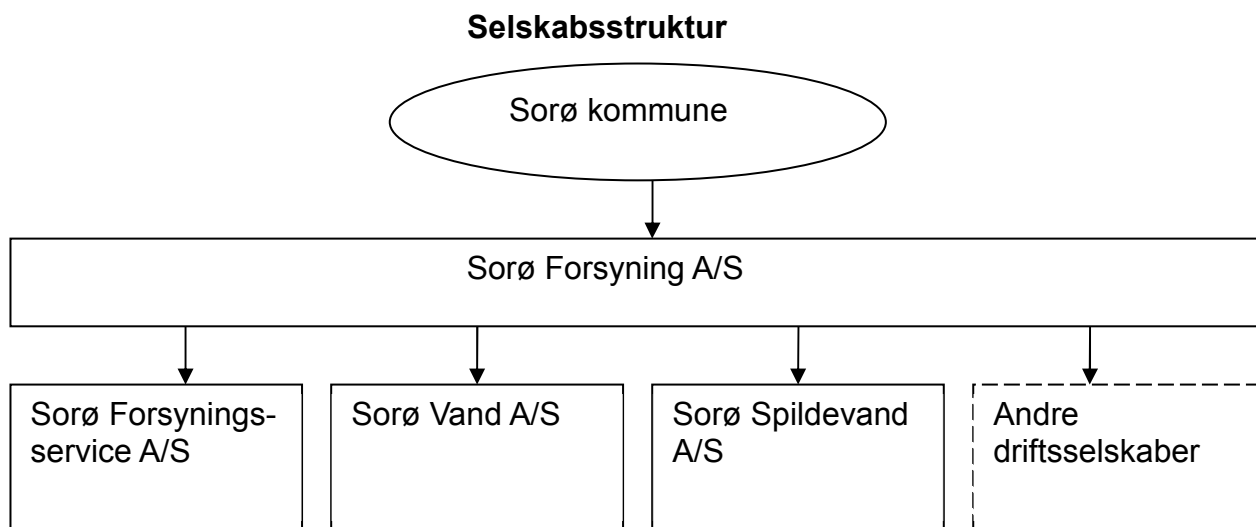 Selskabsstruktur
Sorø kommune
Sorø Forsyning A/S
Sorø Forsynings-
service A/S
Sorø Vand A/S
Sorø Spildevand
A/S
Andre
driftsselskaber